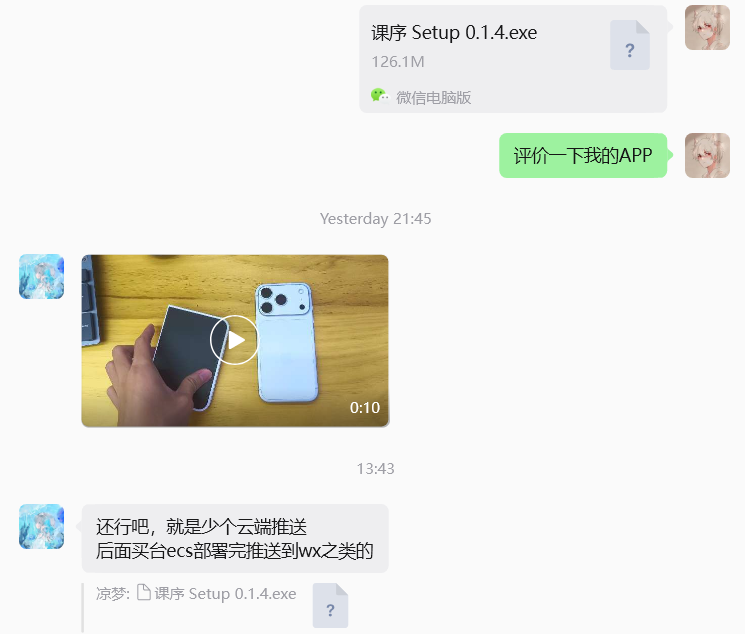 课序 Setup 0.1.4.exe
126.1M
微信电脑版
评价一下我的APP
Yesterday 21:45
0:10
13:43
还行吧，就是少个云端推送
后面买台ecs部署完推送到wx之类的
凉梦: 课序 Setup 0.1.4.exe